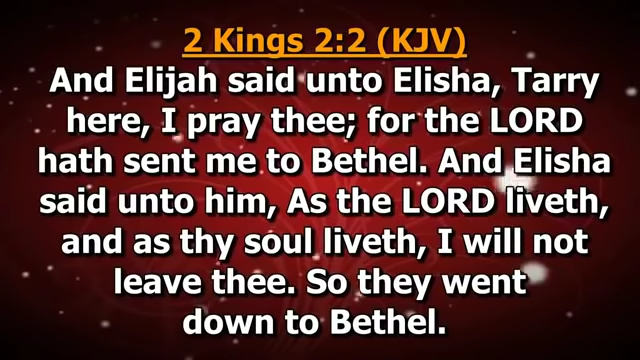 2 Kings 2:2 (KJV)
And Elijah said unto Elisha, Tarry
here, I pray thee; for the LORD
hath sent me to Bethel. And Elisha
said unto him, As the LORD liveth,
and as thy soul liveth, I will not
leave thee. So they went
down to Bethel.